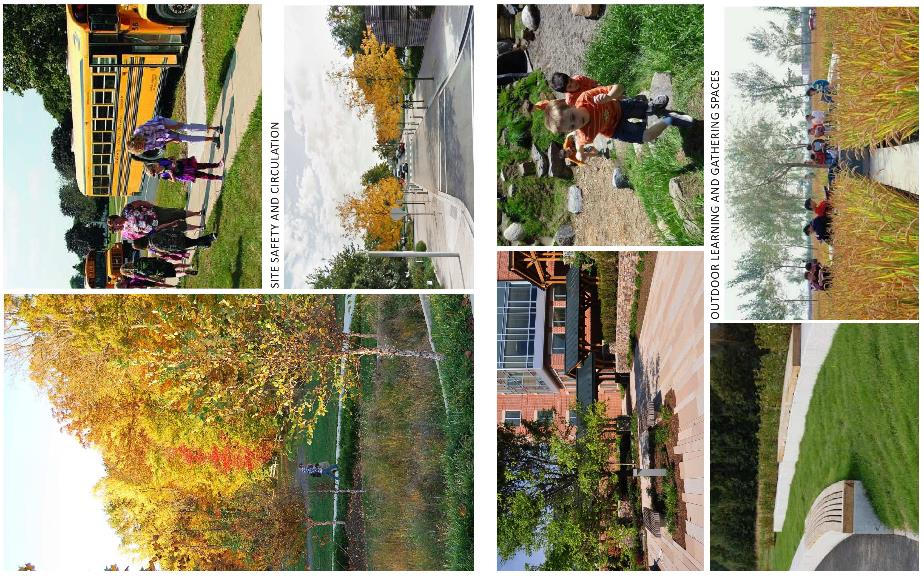 SITE SAFETY AND CIRCULATION
OUTDOOR LEARNING AND GATHERING SPACES